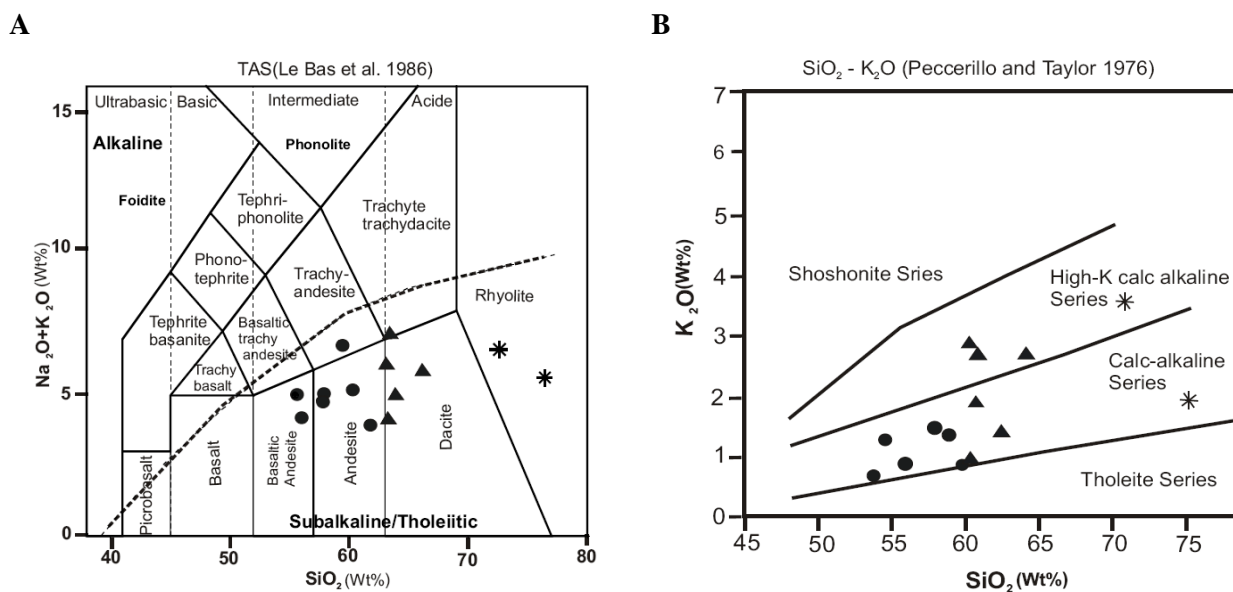 A
TAS(Le Bas et al. 1986)
Ultrabasic
Basic
Intermediate
Acide
Alkaline
Phonolite
Foidite
Tephri-
phonolite
Trachyte
trachydacite
Phono-
tephrite
Trachy-
andesite
Rhyolite
Tephrite
basanite
Basaltic
trachy
andesite
Trachy
basalt
Picrobasalt
Basalt
Basaltic
Andesite
Andesite
Dacite
Subalkaline/Tholeiitic
Na2O+K2O (Wt%)
15
10
5
0
40
50
60
70
80
SiO2 (Wt%)
B
SiO2 - K2O (Peccerillo and Taylor 1976)
7
6
5
4
3
2
1
0
K2O(Wt%)
Shoshonite Sries
High-K calc alkaline
Series
Calc-alkaline
Series
Tholeite Series
45
50
55
60
65
70
75
SiO2 (Wt%)